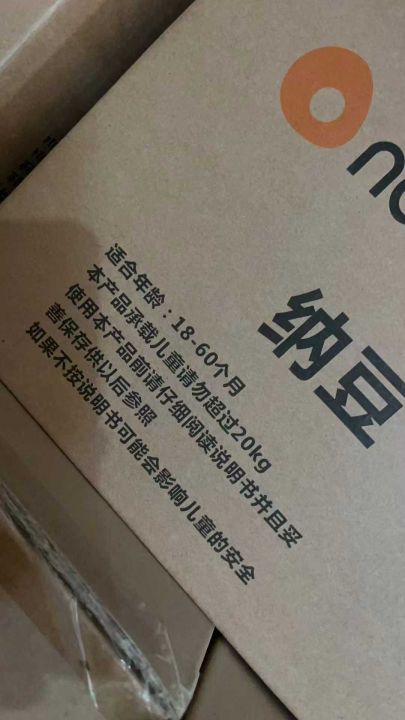 纳豆
适合年龄：18-60个月
本产品承载儿童请勿超过20kg
使用本产品前请仔细阅读说明书并且妥
善保存供以后参照
如果不按说明书可能会影响儿童的安全